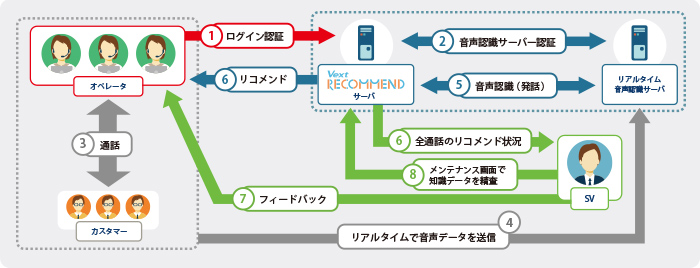 1 ログイン認証
2 音声認識サーバー認証
オペレータ
6 リコメンド
Vext
RECOMMEND
サーバ
5 音声認識（発話）
リアルタイム
音声認識サーバ
3 通話
6 全通話のリコメンド状況
8 メンテナンス画面で
知識データを精査
7 フィードバック
SV
カスタマー
4
リアルタイムで音声データを送信